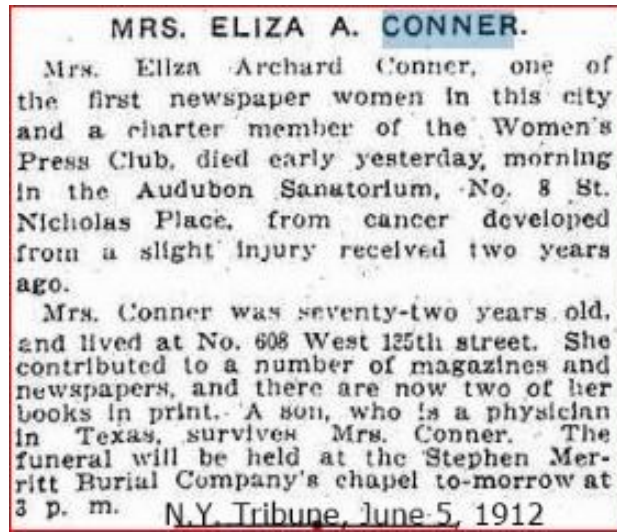 MRS. ELIZA A. CONNER.
Mrs. Eliza Archard Conner, one of
the first newspaper women in this city
and a charter member of the Women's
Press Club, died early yesterday, morning
in the Audubon Sanatorium, No. 8 St.
Nicholas Place, from cancer developed
from a slight injury received two years
ago.
Mrs. Conner was seventy-two years old,
and lived at No. 608 West 135th street. She
contributed to a number of magazines and
newspapers, and there are now two of her
books in print. A son, who is a physician
in Texas, survives Mrs. Conner. The
funeral will be held at the Stephen Mer-
ritt Burial Company's chapel to-morrow at
3 p. m. N.Y. Tribune, June 5, 1912